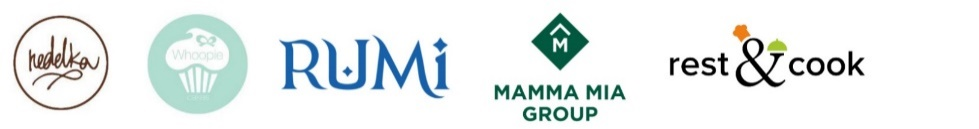 nedelka
Whoopie
RUMi
M
MAMMA MIA
GROUP
rest & cook